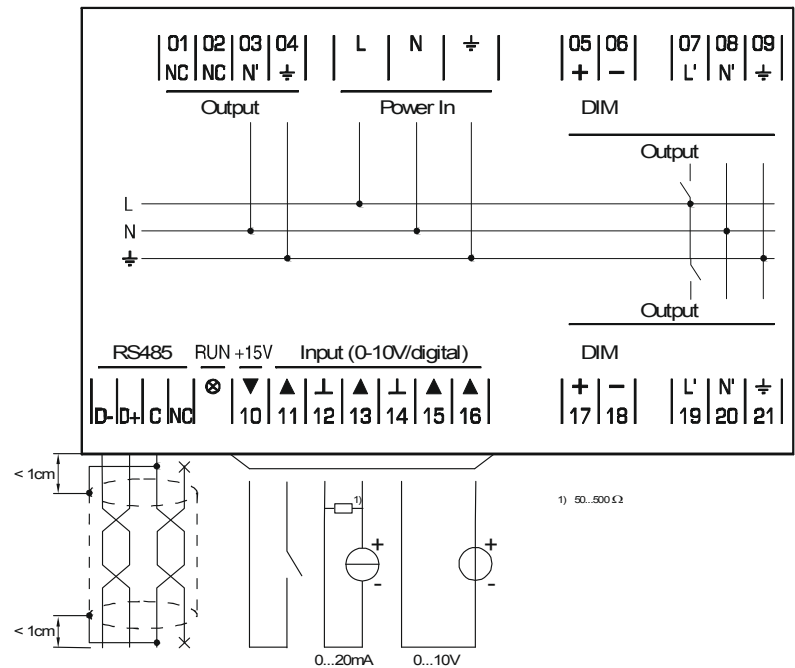 01 02 03 04 L N ⏚ 05 06 07 08 09
NC NC N' ⏚ + − L' N' ⏚
Output Power In DIM
Output
L
N
⏚
Output
RS485 RUN +15V Input (0-10V/digital) DIM
⊗ ▼ ▲ ⊥ ▲ ⊥ ▲ ▲ + − L' N' ⏚
D- D+ C NC 10 11 12 13 14 15 16 17 18 19 20 21
< 1cm
1)
1) 50...500 Ω
+ +
- -
< 1cm
0...20mA 0...10V